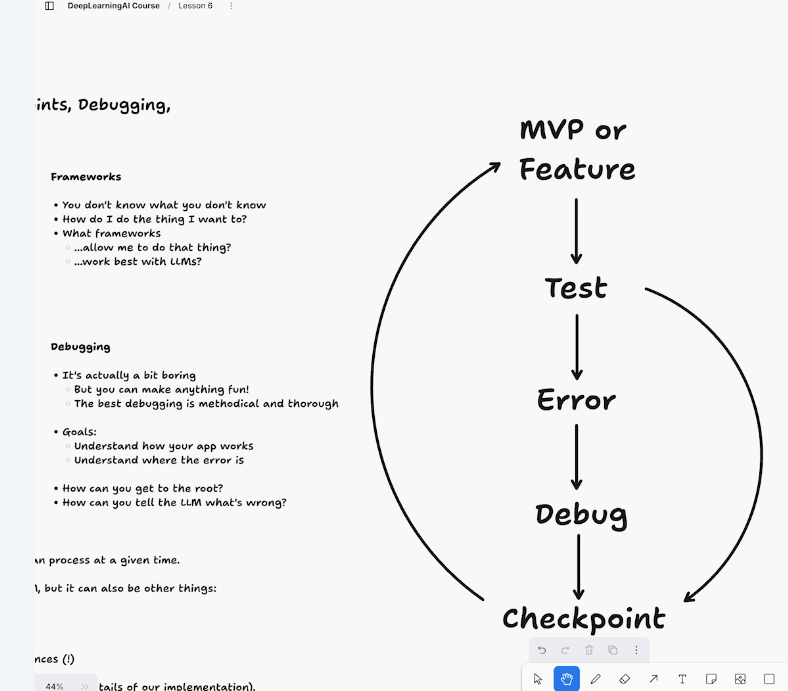 DeepLearningAI Course / Lesson 6
ints, Debugging,
Frameworks
• You don't know what you don't know
• How do I do the thing I want to?
• What frameworks
◦ ...allow me to do that thing?
◦ ...work best with LLMs?
Debugging
• It's actually a bit boring
◦ But you can make anything fun!
◦ The best debugging is methodical and thorough
• Goals:
◦ Understand how your app works
◦ Understand where the error is
• How can you get to the root?
• How can you tell the LLM what's wrong?
an process at a given time.
, but it can also be other things:
nces (!)
tails of our implementation).
MVP or
Feature
Test
Error
Debug
Checkpoint
44%